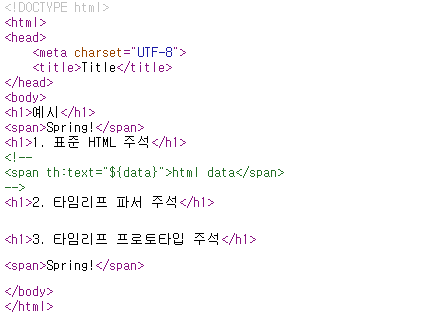 <!DOCTYPE html>
<html>
<head>
    <meta charset="UTF-8">
    <title>Title</title>
</head>
<body>
<h1>예시</h1>
<span>Spring!</span>
<h1>1. 표준 HTML 주석</h1>
<!--
<span th:text="${data}">html data</span>
-->
<h1>2. 타임리프 파서 주석</h1>
<h1>3. 타임리프 프로토타입 주석</h1>
<span>Spring!</span>
</body>
</html>